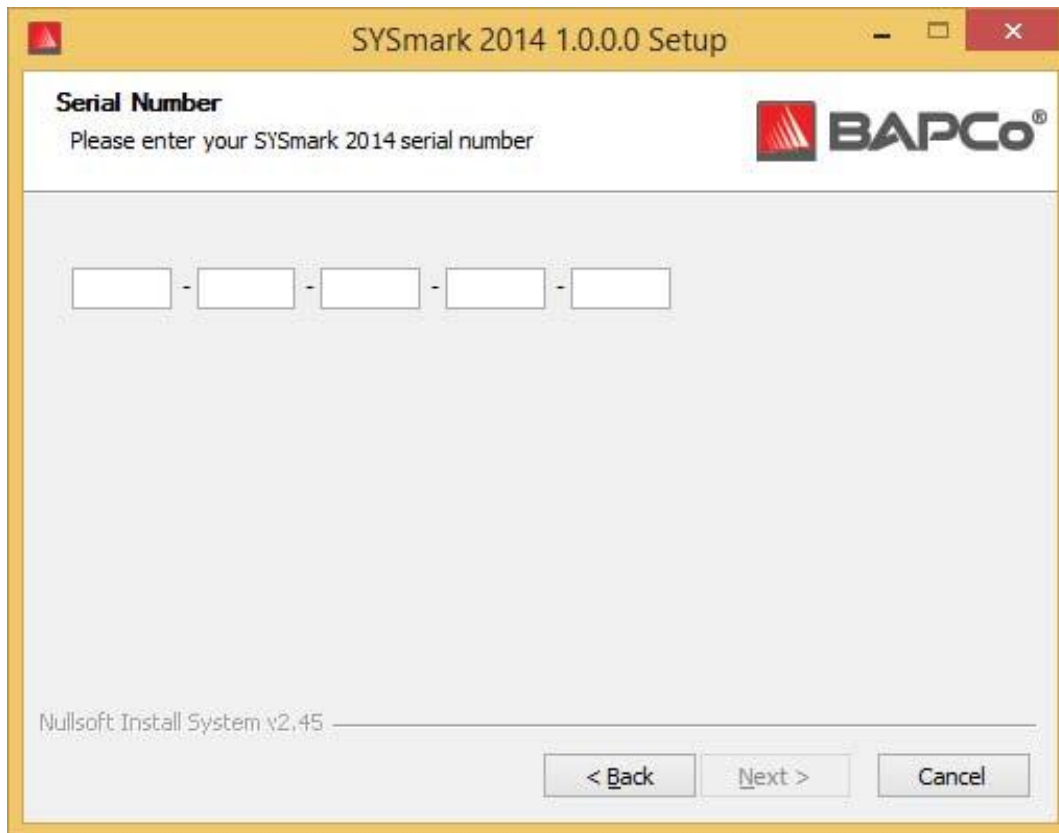 SYSmark 2014 1.0.0.0 Setup
Serial Number
Please enter your SYSmark 2014 serial number
BAPCo®
- - - -
Nullsoft Install System v2.45
< Back Next > Cancel